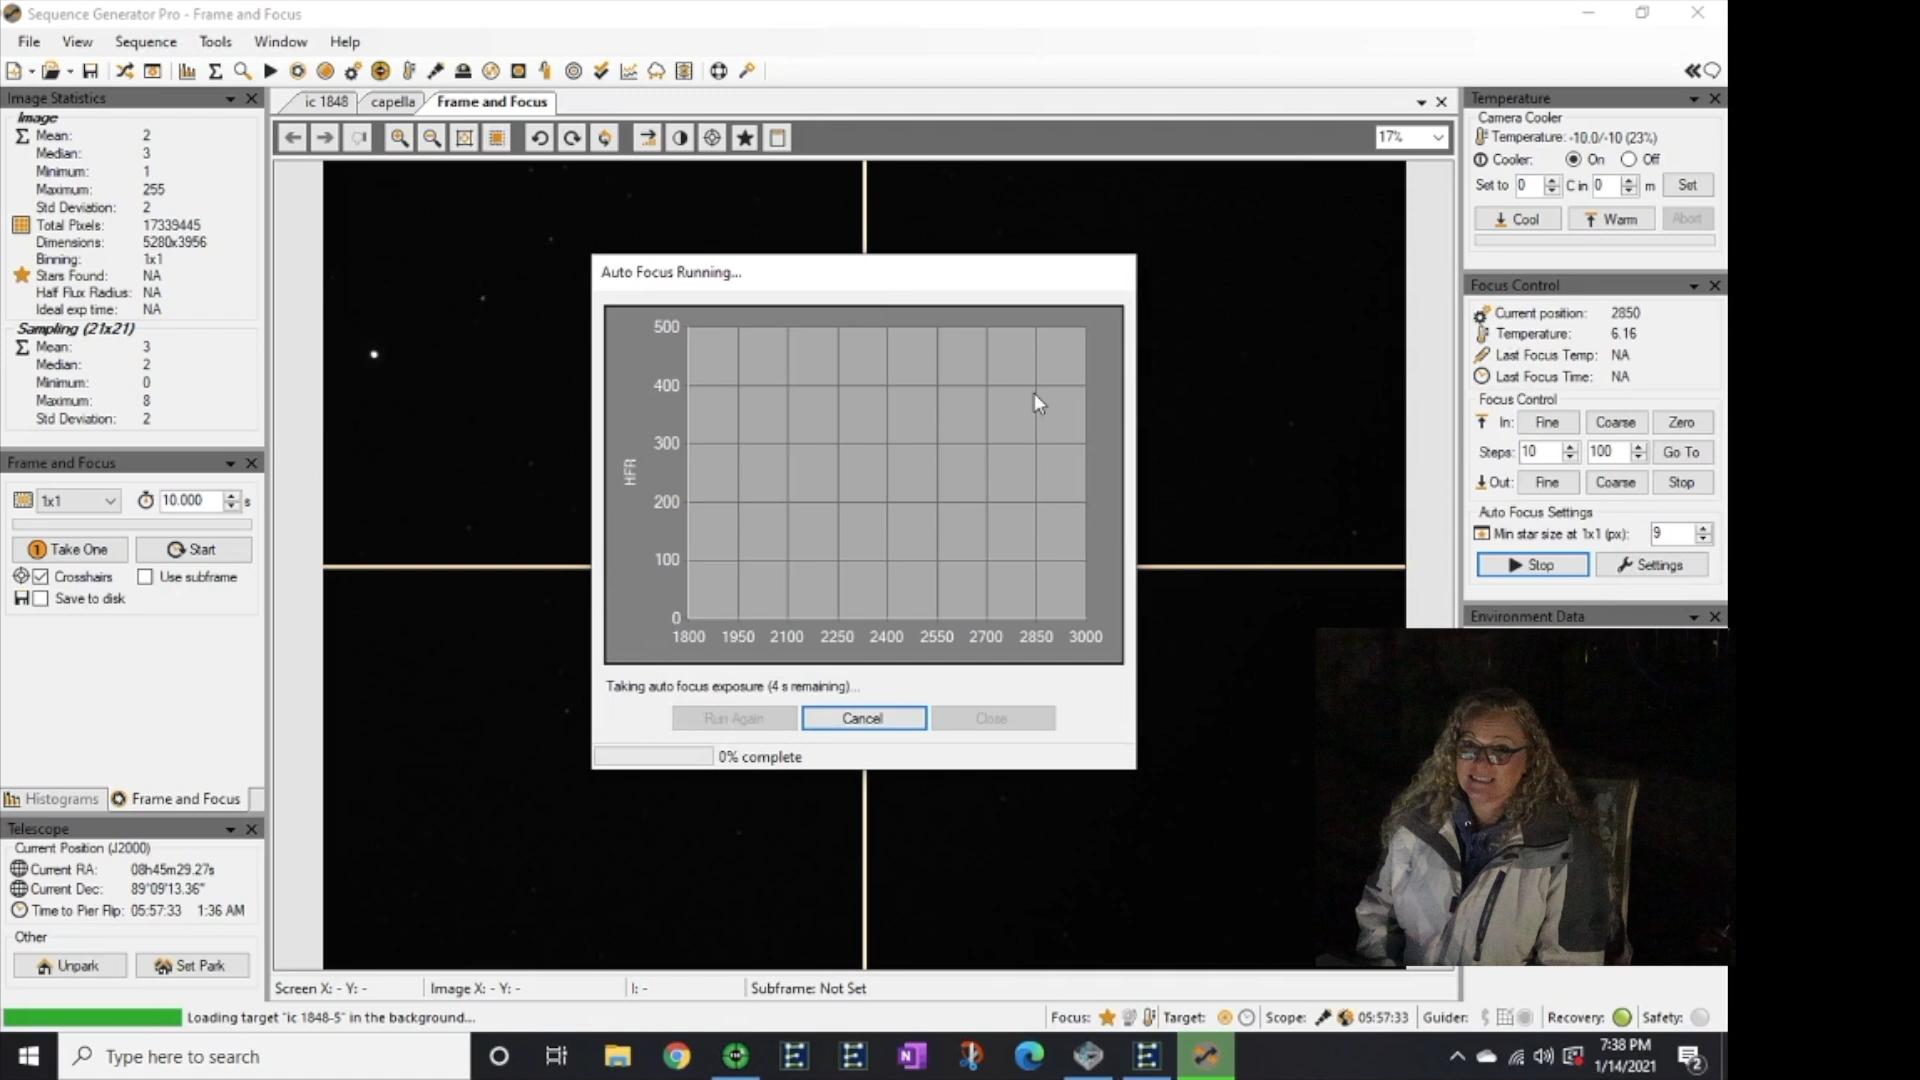 Sequence Generator Pro - Frame and Focus
File View Sequence Tools Window Help
Image Statistics
Image
Mean: 2
Median: 3
Minimum: 1
Maximum: 255
Std Deviation: 2
Total Pixels: 17339445
Dimensions: 5280x3956
Binning: 1x1
Stars Found: NA
Half Flux Radius: NA
Ideal exp time: NA
Sampling (21x21)
Mean: 3
Median: 2
Minimum: 0
Maximum: 8
Std Deviation: 2
Frame and Focus
1x1 10.000 s
1 Take One Start
Crosshairs Use subframe
Save to disk
Histograms Frame and Focus
Telescope
Current Position (J2000)
Current RA: 08h45m29.27s
Current Dec: 89°09'13.36"
Time to Pier Flip: 05:57:33 1:36 AM
Other
Unpark Set Park
ic 1848 capella Frame and Focus
17%
Auto Focus Running...
500
400
300
200
100
0
HFR
1800 1950 2100 2250 2400 2550 2700 2850 3000
Taking auto focus exposure (4 s remaining)...
Run Again Cancel Close
0% complete
Screen X: - Y: - Image X: - Y: - I: - Subframe: Not Set
Temperature
Camera Cooler
Temperature: -10.0/-10 (23%)
Cooler: On Off
Set to 0 C in 0 m Set
Cool Warm Abort
Focus Control
Current position: 2850
Temperature: 6.16
Last Focus Temp: NA
Last Focus Time: NA
Focus Control
In: Fine Coarse Zero
Steps: 10 100 Go To
Out: Fine Coarse Stop
Auto Focus Settings
Min star size at 1x1 (px): 9
Stop Settings
Environment Data
Loading target "ic 1848-5" in the background...
Focus: Target: Scope: 05:57:33 Guider: Recovery: Safety:
Type here to search
7:38 PM
1/14/2021
2